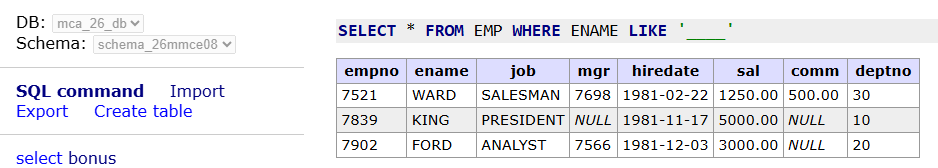 DB: mca_26_db
Schema: schema_26mmce08
SQL command Import
Export Create table
select bonus
SELECT * FROM EMP WHERE ENAME LIKE '____'
empno ename job mgr hiredate sal comm deptno
7521 WARD SALESMAN 7698 1981-02-22 1250.00 500.00 30
7839 KING PRESIDENT NULL 1981-11-17 5000.00 NULL 10
7902 FORD ANALYST 7566 1981-12-03 3000.00 NULL 20